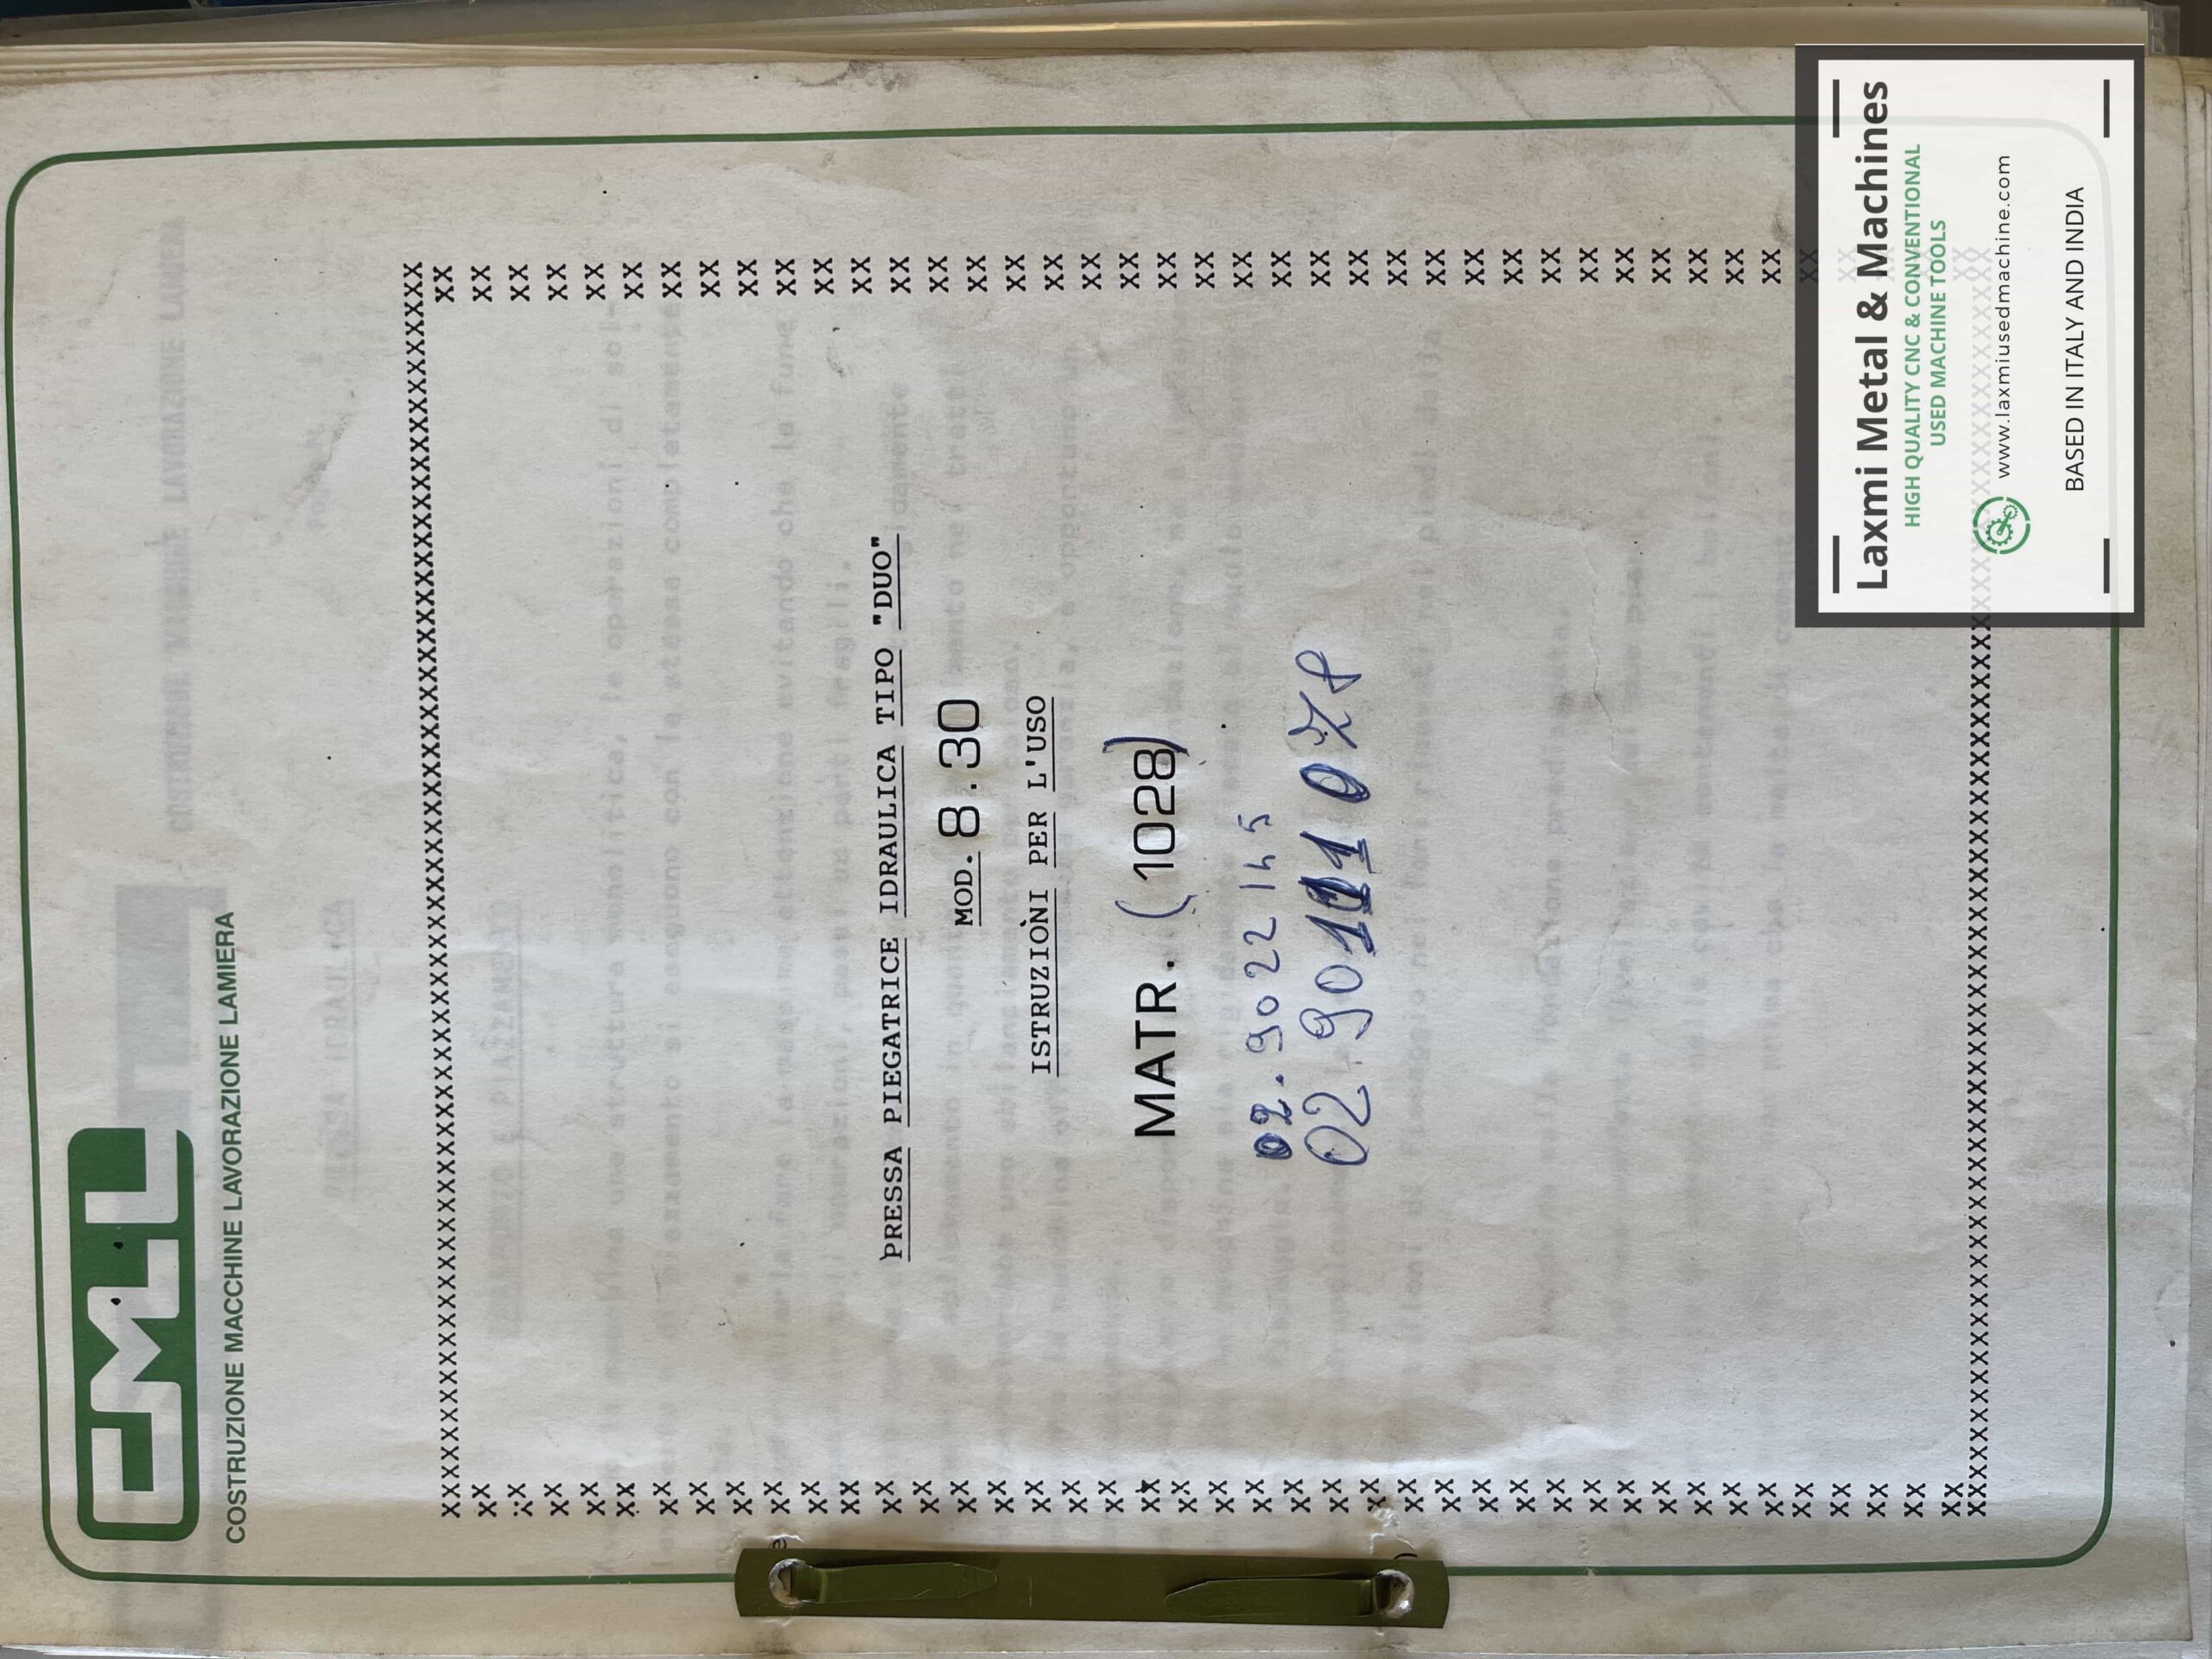 CML
COSTRUZIONE MACCHINE LAVORAZIONE LAMIERA
PRESSA PIEGATRICE IDRAULICA TIPO "DUO"
MOD. 8.30
ISTRUZIONI PER L'USO
MATR. (1028)
02.9022145
02.90111078
Laxmi Metal & Machines
HIGH QUALITY CNC & CONVENTIONAL
USED MACHINE TOOLS
www.laxmiusedmachine.com
BASED IN ITALY AND INDIA